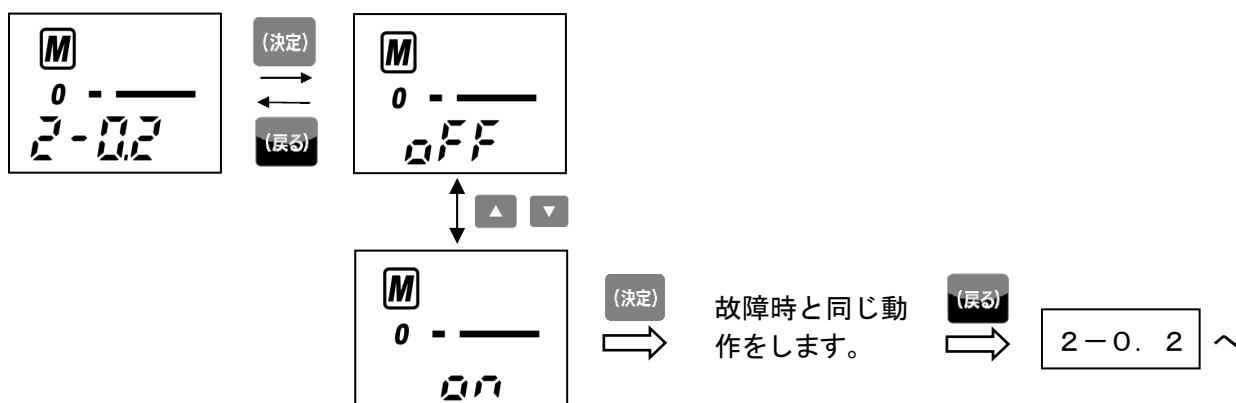 M
0
2-0.2
(決定)
(戻る)
M
0
oFF
▲ ▼
M
0
on
(決定)
故障時と同じ動
作をします。
(戻る)
2－0. 2 へ